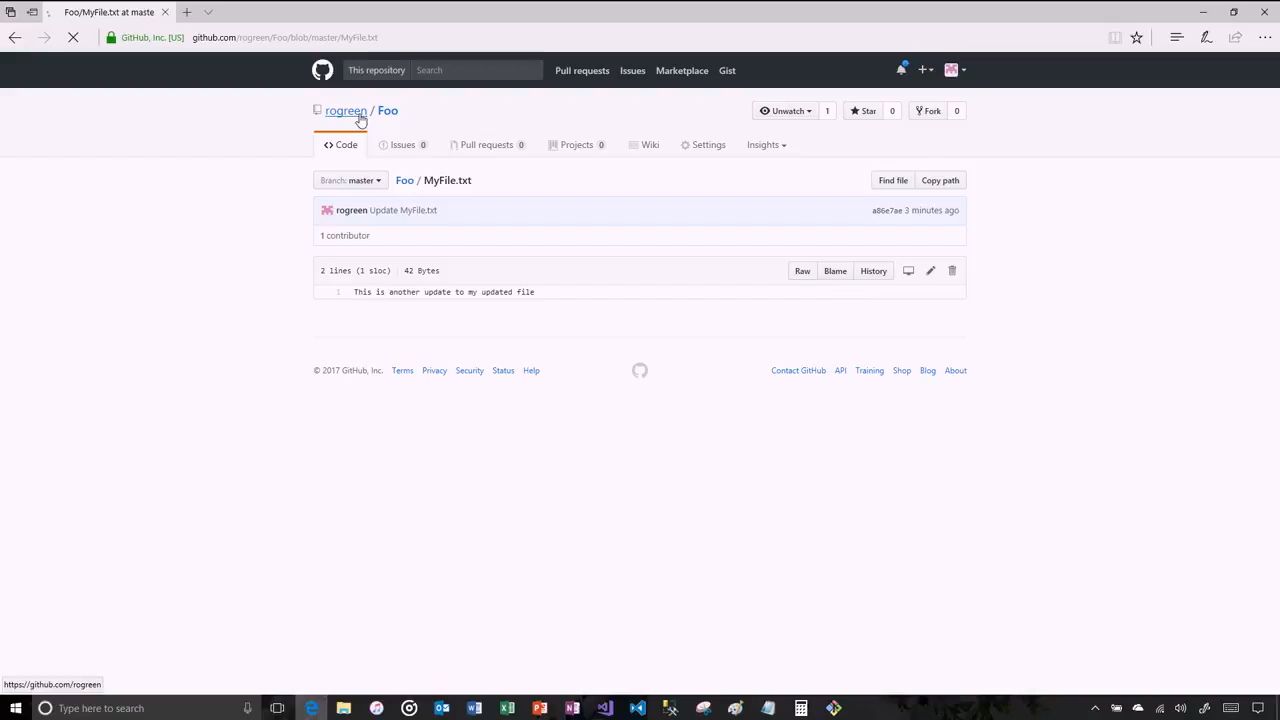 Foo/MyFile.txt at maste
GitHub, Inc. [US] github.com/rogreen/Foo/blob/master/MyFile.txt
This repository Search Pull requests Issues Marketplace Gist
rogreen / Foo Unwatch 1 Star 0 Fork 0
Code Issues 0 Pull requests 0 Projects 0 Wiki Settings Insights
Branch: master Foo / MyFile.txt Find file Copy path
rogreen Update MyFile.txt a86e7ae 3 minutes ago
1 contributor
2 lines (1 sloc) 42 Bytes Raw Blame History
1 This is another update to my updated file
© 2017 GitHub, Inc. Terms Privacy Security Status Help Contact GitHub API Training Shop Blog About
https://github.com/rogreen
Type here to search